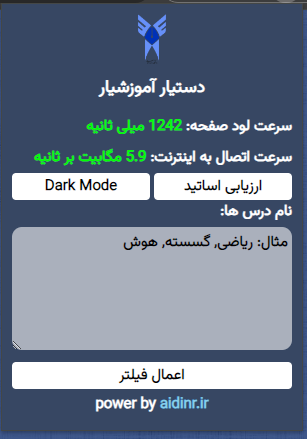 دستیار آموزشیار
سرعت لود صفحه: 1242 میلی ثانیه
سرعت اتصال به اینترنت: 5.9 مگابیت بر ثانیه
ارزیابی اساتید
Dark Mode
نام درس ها:
مثال: ریاضی, گسسته, هوش
اعمال فیلتر
power by aidinr.ir